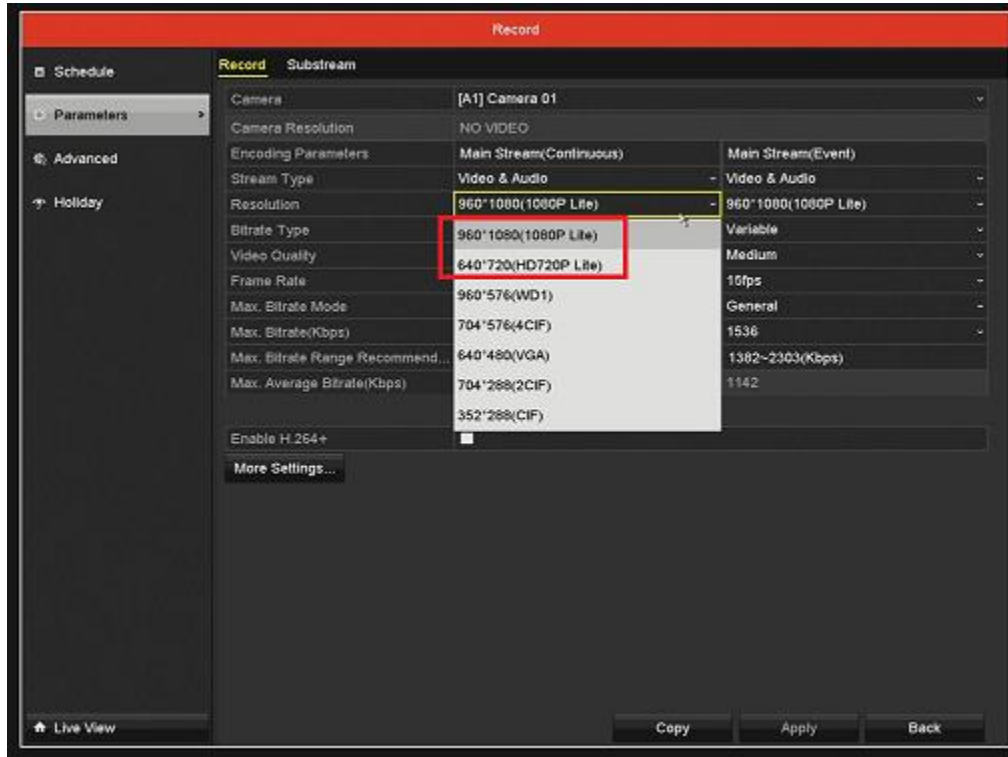 Record
Schedule
Parameters
Advanced
Holiday
Record Substream
Camera [A1] Camera 01
Camera Resolution NO VIDEO
Encoding Parameters Main Stream(Continuous) Main Stream(Event)
Stream Type Video & Audio Video & Audio
Resolution 960*1080(1080P Lite) 960*1080(1080P Lite)
Bitrate Type Variable
Video Quality Medium
Frame Rate 15fps
Max. Bitrate Mode General
Max. Bitrate(Kbps) 1536
Max. Bitrate Range Recommend... 1382~2303(Kbps)
Max. Average Bitrate(Kbps) 1142
960*1080(1080P Lite)
640*720(HD720P Lite)
960*576(WD1)
704*576(4CIF)
640*480(VGA)
704*288(2CIF)
352*288(CIF)
Enable H.264+
More Settings...
Live View
Copy Apply Back